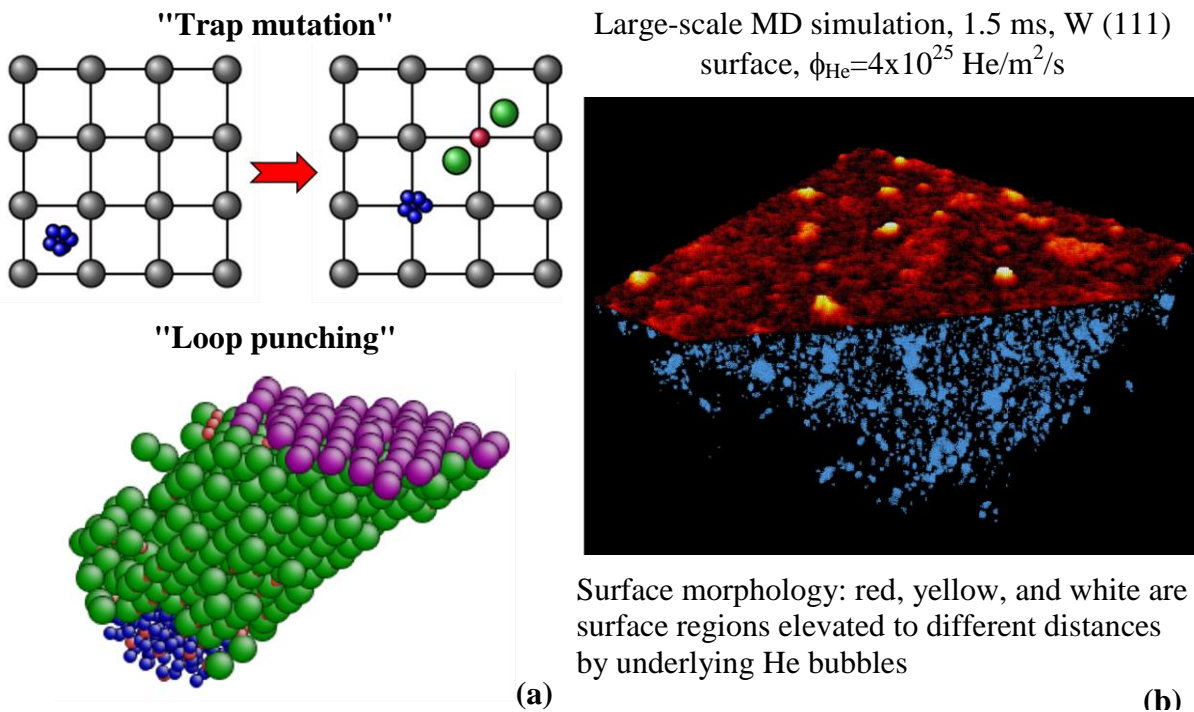 "Trap mutation"
"Loop punching"
(a)
Large-scale MD simulation, 1.5 ms, W (111)
surface, ϕHe=4x10²⁵ He/m²/s
Surface morphology: red, yellow, and white are
surface regions elevated to different distances
by underlying He bubbles
(b)